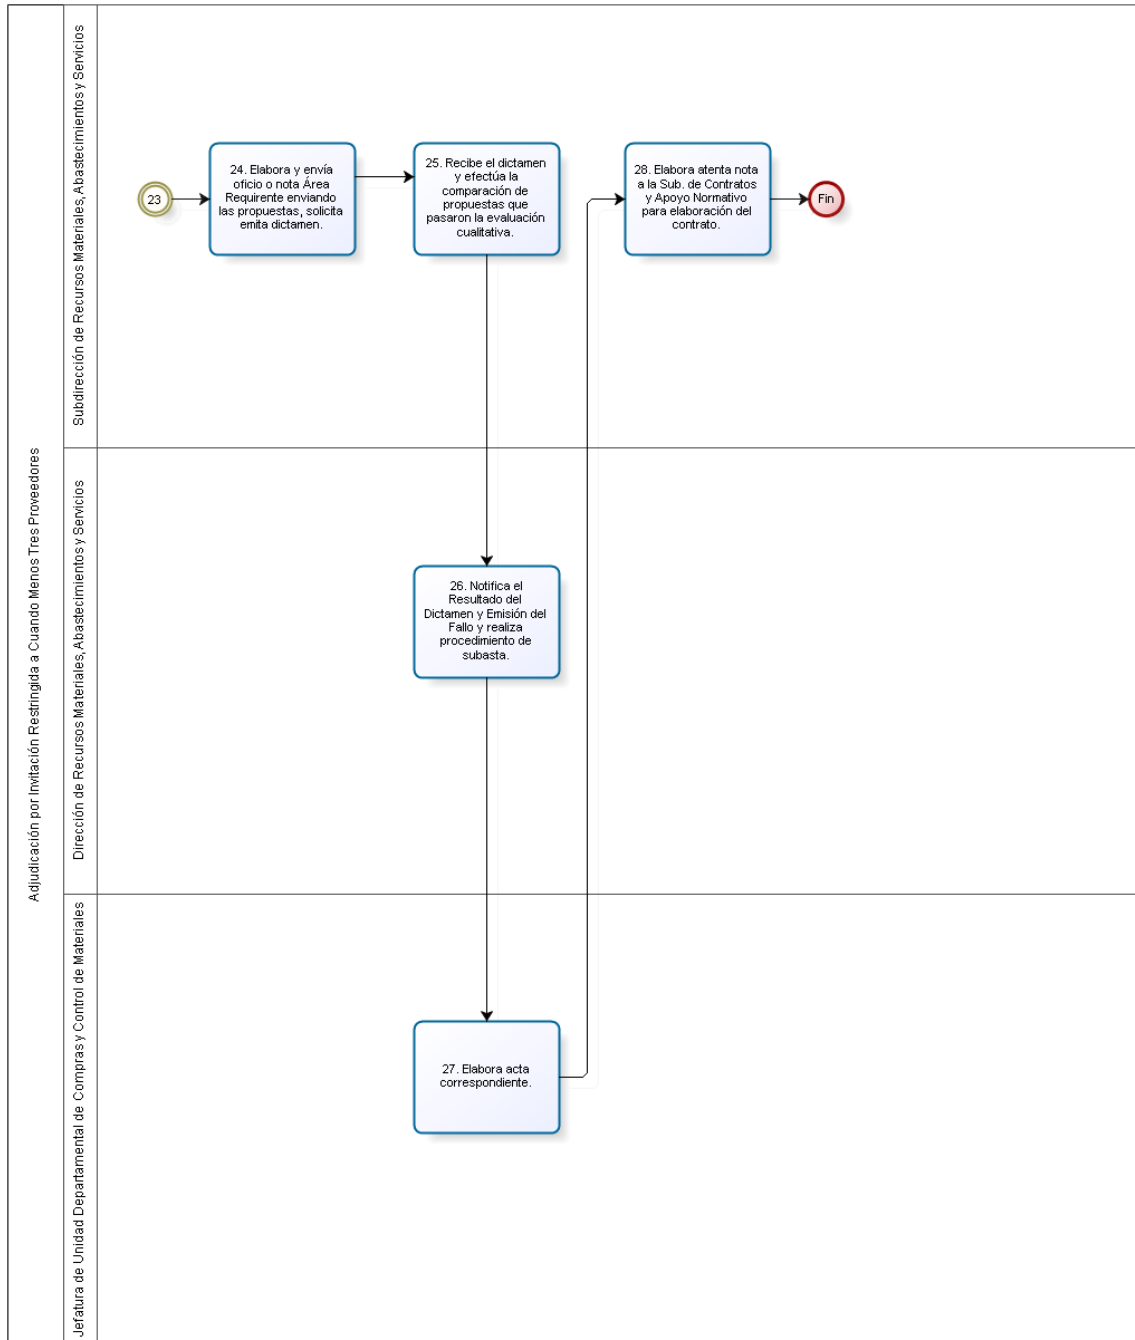 Adjudicación por Invitación Restringida a Cuando Menos Tres Proveedores
Subdirección de Recursos Materiales, Abastecimientos y Servicios
23
24. Elabora y envía
oficio o nota Área
Requirente enviando
las propuestas, solicita
emita dictamen.
25. Recibe el dictamen
y efectúa la
comparación de
propuestas que
pasaron la evaluación
cualitativa.
28. Elabora atenta nota
a la Sub. de Contratos
y Apoyo Normativo
para elaboración del
contrato.
Fin
Dirección de Recursos Materiales, Abastecimientos y Servicios
26. Notifica el
Resultado del
Dictamen y Emisión del
Fallo y realiza
procedimiento de
subasta.
Jefatura de Unidad Departamental de Compras y Control de Materiales
27. Elabora acta
correspondiente.